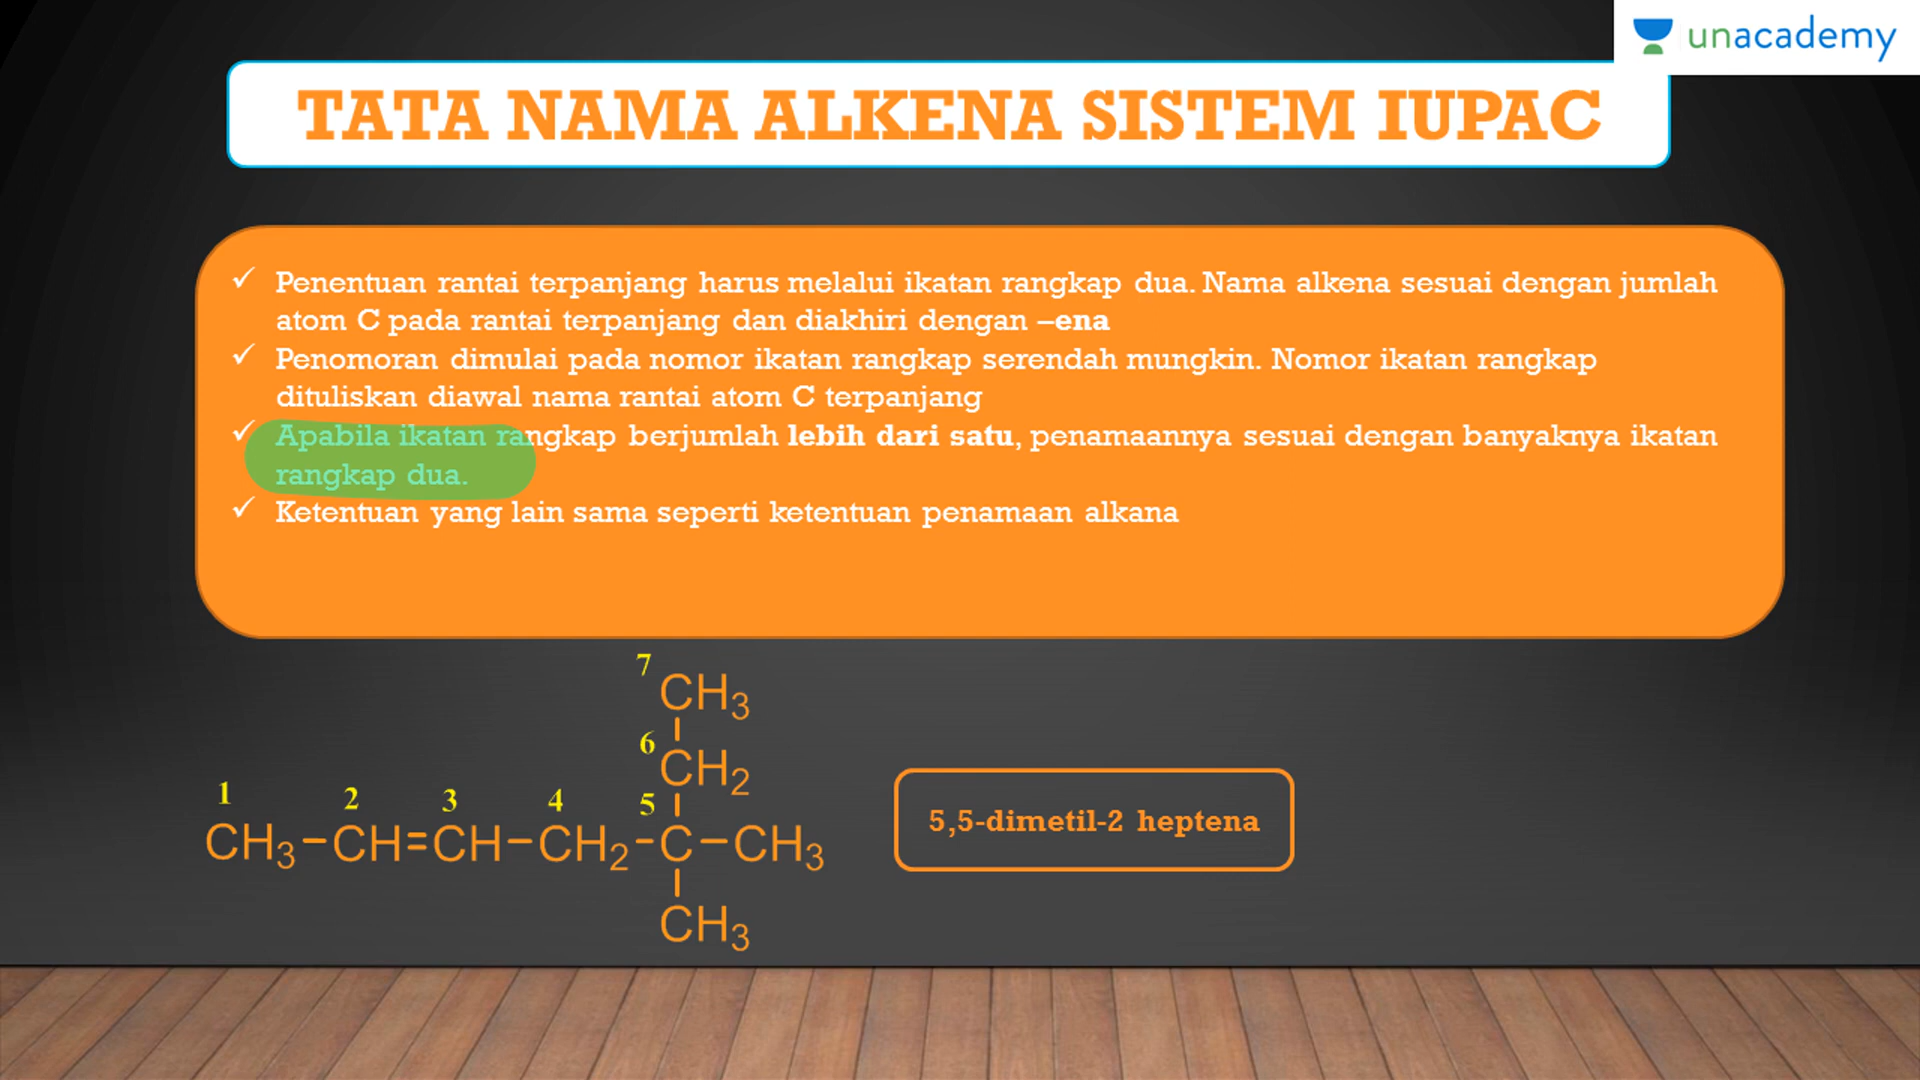 unacademy
TATA NAMA ALKENA SISTEM IUPAC
✓ Penentuan rantai terpanjang harus melalui ikatan rangkap dua. Nama alkena sesuai dengan jumlah
atom C pada rantai terpanjang dan diakhiri dengan –ena
✓ Penomoran dimulai pada nomor ikatan rangkap serendah mungkin. Nomor ikatan rangkap
dituliskan diawal nama rantai atom C terpanjang
✓ Apabila ikatan rangkap berjumlah lebih dari satu, penamaannya sesuai dengan banyaknya ikatan
rangkap dua.
✓ Ketentuan yang lain sama seperti ketentuan penamaan alkana
7
CH3
6
CH2
1 2 3 4 5
CH3–CH=CH–CH2–C–CH3
CH3
5,5-dimetil-2 heptena